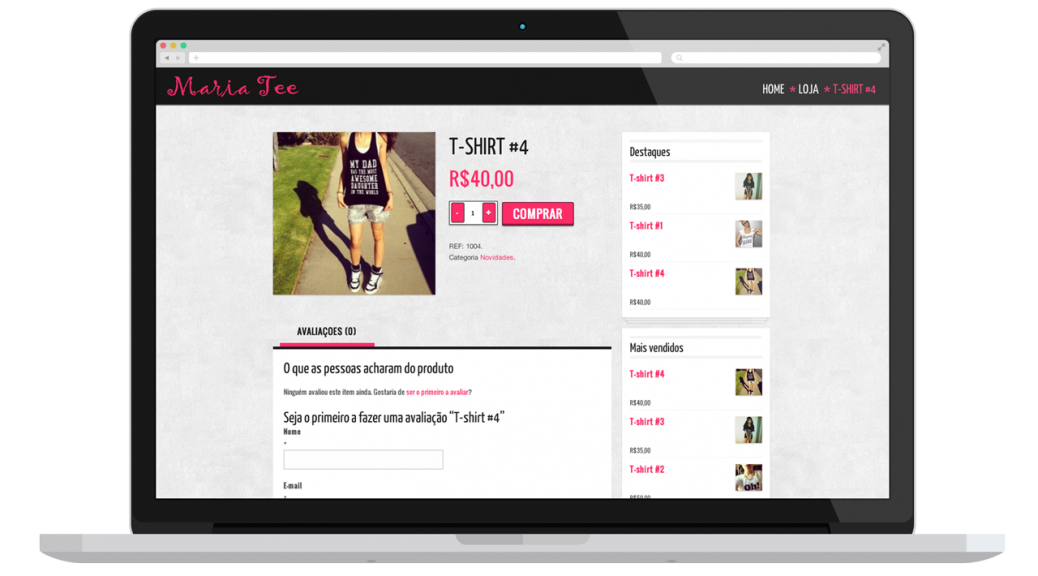 Maria Tee
HOME * LOJA * T-SHIRT #4
MY DAD
HAS THE MOST
AWESOME
DAUGHTER
IN THE WORLD
T-SHIRT #4
R$40,00
- 1 +
COMPRAR
REF: 1004.
Categoria Novidades.
AVALIAÇOES (0)
O que as pessoas acharam do produto
Ninguém avaliou este item ainda. Gostaria de ser o primeiro a avaliar?
Seja o primeiro a fazer uma avaliação “T-shirt #4”
Nome
*
E-mail
*
Destaques
T-shirt #3
R$35,00
T-shirt #1
R$40,00
T-shirt #4
R$40,00
Mais vendidos
T-shirt #4
R$40,00
T-shirt #3
R$35,00
T-shirt #2
oh!